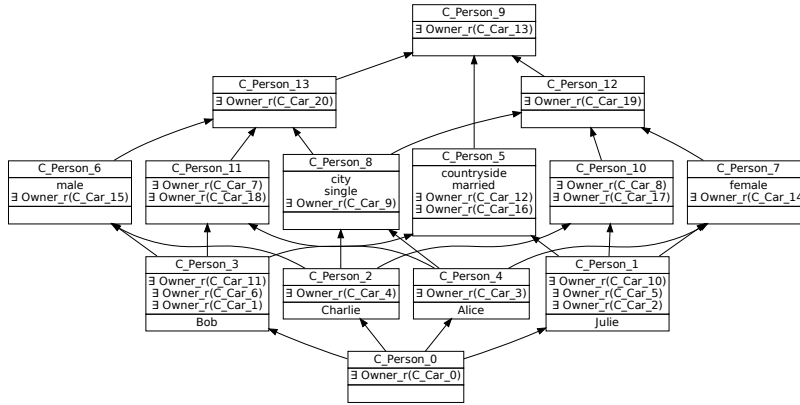 C_Person_9
∃ Owner_r(C_Car_13)
C_Person_13
∃ Owner_r(C_Car_20)
C_Person_12
∃ Owner_r(C_Car_19)
C_Person_6
male
∃ Owner_r(C_Car_15)
C_Person_11
∃ Owner_r(C_Car_7)
∃ Owner_r(C_Car_18)
C_Person_8
city
single
∃ Owner_r(C_Car_9)
C_Person_5
countryside
married
∃ Owner_r(C_Car_12)
∃ Owner_r(C_Car_16)
C_Person_10
∃ Owner_r(C_Car_8)
∃ Owner_r(C_Car_17)
C_Person_7
female
∃ Owner_r(C_Car_14)
C_Person_3
∃ Owner_r(C_Car_11)
∃ Owner_r(C_Car_6)
∃ Owner_r(C_Car_1)
Bob
C_Person_2
∃ Owner_r(C_Car_4)
Charlie
C_Person_4
∃ Owner_r(C_Car_3)
Alice
C_Person_1
∃ Owner_r(C_Car_10)
∃ Owner_r(C_Car_5)
∃ Owner_r(C_Car_2)
Julie
C_Person_0
∃ Owner_r(C_Car_0)